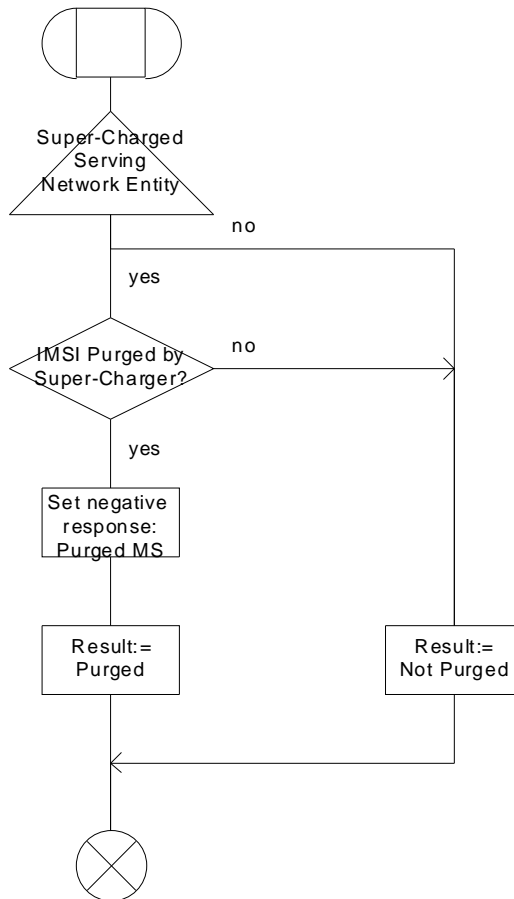 Super-Charged
Serving
Network Entity
no
yes
IMSI Purged by
Super-Charger?
no
yes
Set negative
response:
Purged MS
Result:=
Purged
Result:=
Not Purged